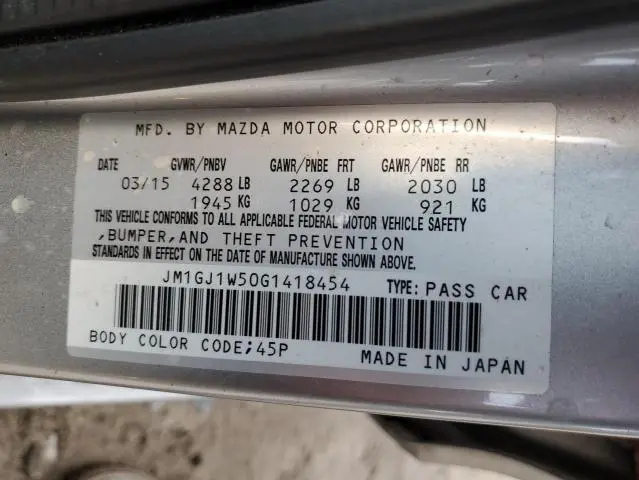 MFD. BY MAZDA MOTOR CORPORATION
DATE GVWR/PNBV GAWR/PNBE FRT GAWR/PNBE RR
03/15 4288 LB 2269 LB 2030 LB
1945 KG 1029 KG 921 KG
THIS VEHICLE CONFORMS TO ALL APPLICABLE FEDERAL MOTOR VEHICLE SAFETY
,BUMPER,AND THEFT PREVENTION
STANDARDS IN EFFECT ON THE DATE OF MANUFACTURE SHOWN ABOVE.
JM1GJ1W50G1418454 TYPE: PASS CAR
BODY COLOR CODE;45P MADE IN JAPAN